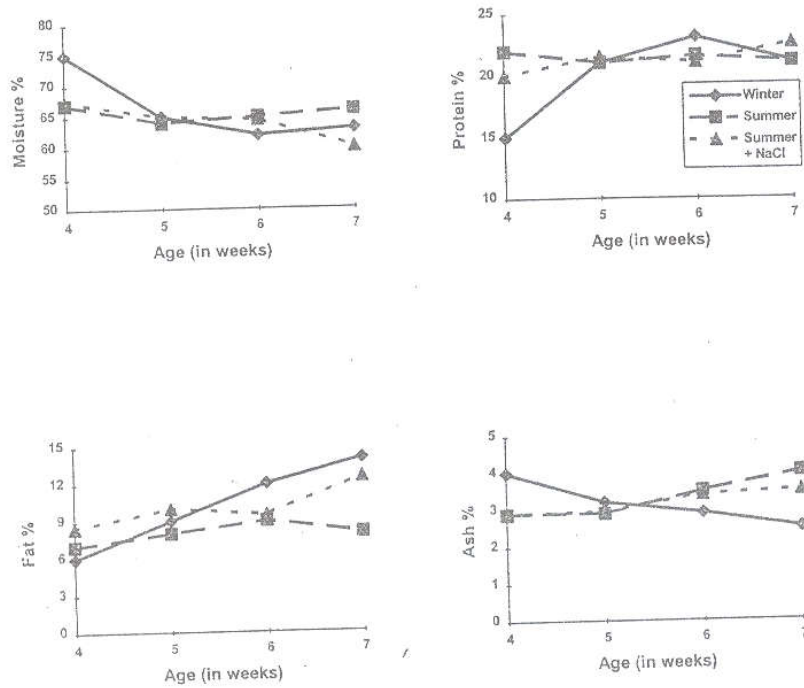 80
75
70
65
60
55
50
Moisture %
4 5 6 7
Age (in weeks)
25
20
15
10
Protein %
Winter
Summer
Summer
+ NaCl
4 5 6 7
Age (in weeks)
15
12
9
6
3
0
Fat %
4 5 6 7
Age (in weeks)
5
4
3
2
1
0
Ash %
4 5 6 7
Age (in weeks)